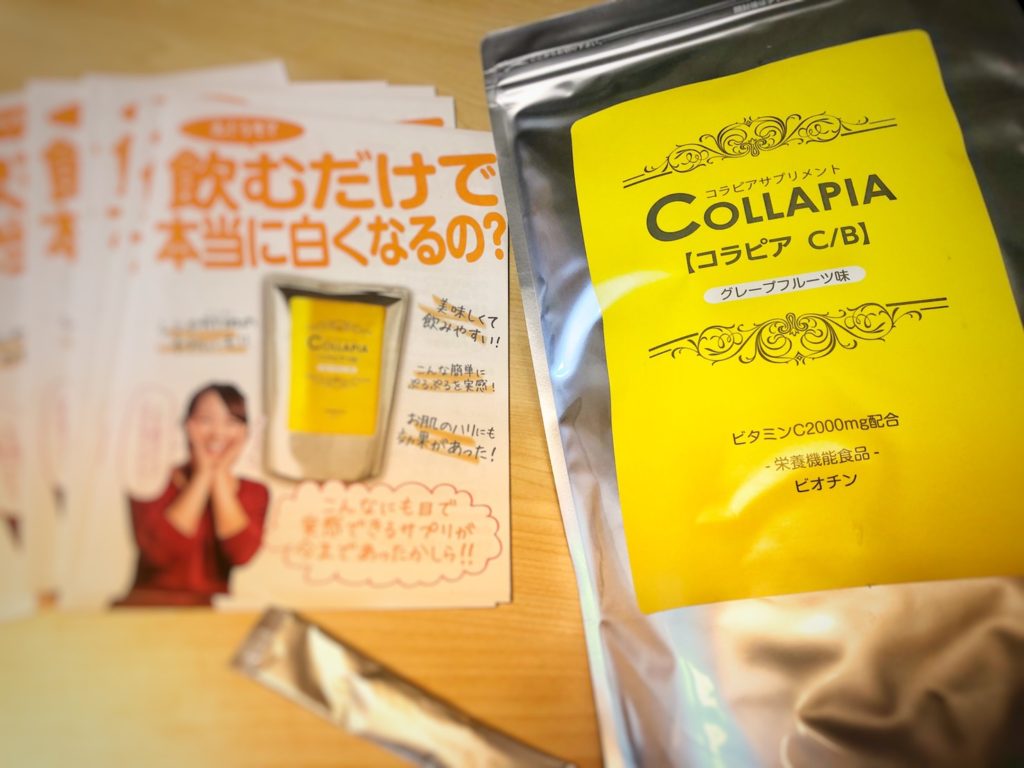 飲むだけで
本当に白くなるの?
COLLAPIA
美味しくて
飲みやすい!
こんな簡単に
ぷるぷるを実感!
お肌のハリにも
効果があった!
こんなにも目で
実感できるサプリが
今まであったかしら!!
コラピアサプリメント
COLLAPIA
【コラピア C/B】
グレープフルーツ味
ビタミンC2000mg配合
- 栄養機能食品 -
ビオチン